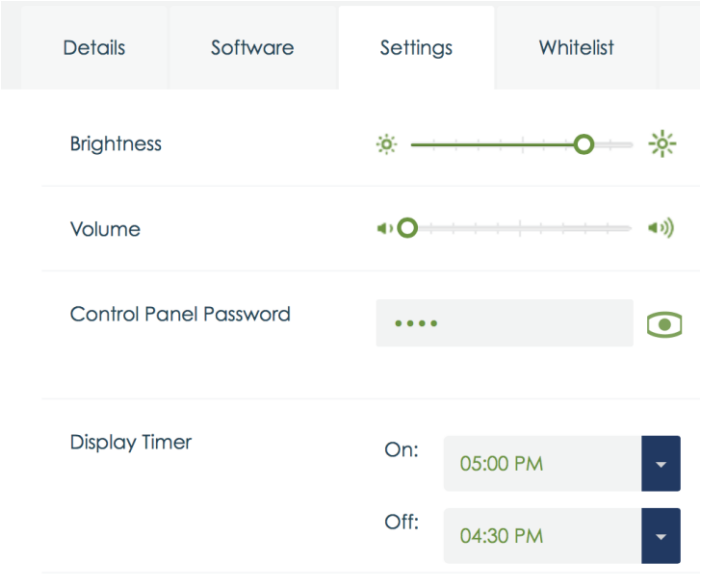 Details Software Settings Whitelist
Brightness
Volume
Control Panel Password ••••
Display Timer On: 05:00 PM
Off: 04:30 PM